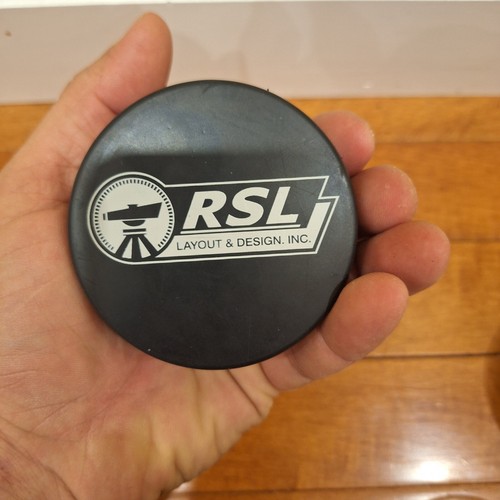 RSL
LAYOUT & DESIGN. INC.